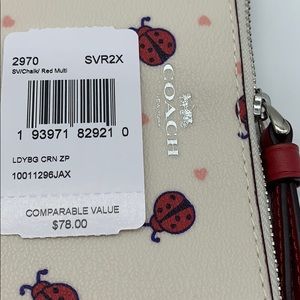 2970 SVR2X
SV/Chalk/ Red Multi
1 93971 82921 0
LDYBG CRN ZP
10011296JAX
COMPARABLE VALUE
$78.00
COACH